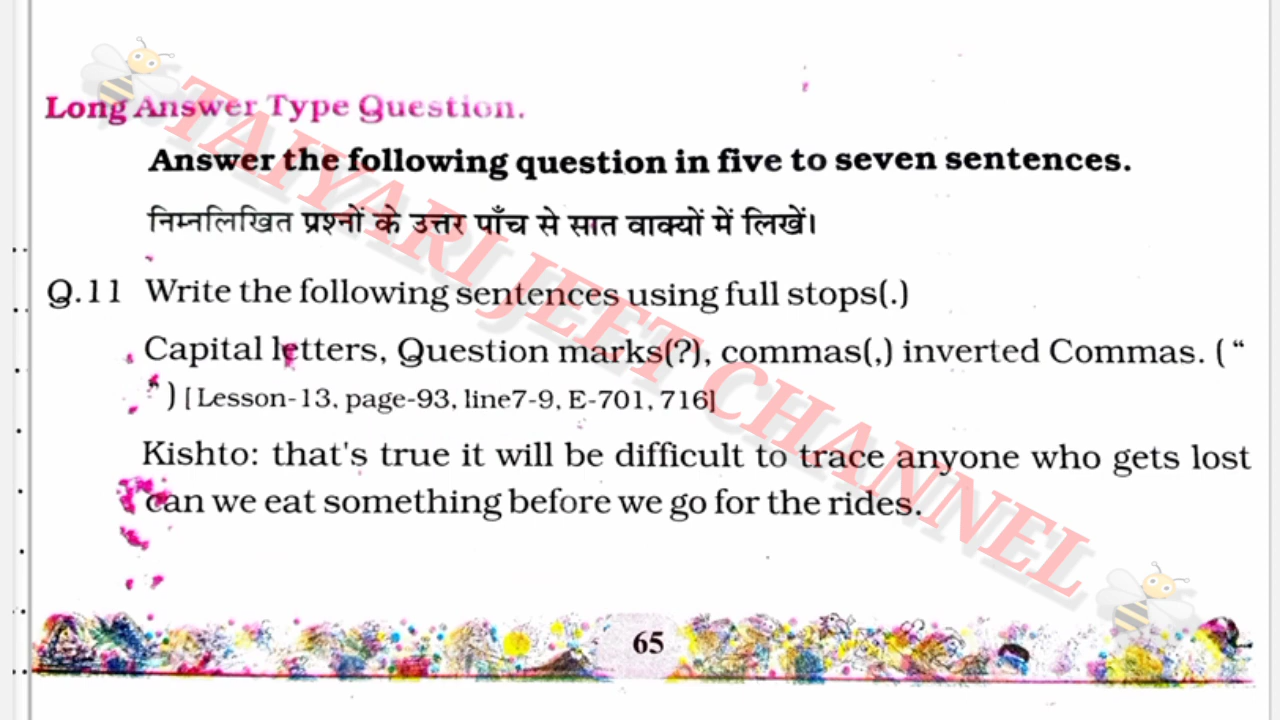 Long Answer Type Question.
Answer the following question in five to seven sentences.
निम्नलिखित प्रश्नों के उत्तर पाँच से सात वाक्यों में लिखें।
Q.11 Write the following sentences using full stops(.)
Capital letters, Question marks(?), commas(,) inverted Commas. ( “
” ) [ Lesson-13, page-93, line7-9, E-701, 716]
Kishto: that's true it will be difficult to trace anyone who gets lost
can we eat something before we go for the rides.
65
TAIYARI JEET CHANNEL